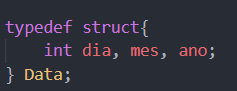 typedef struct{
    int dia, mes, ano;
} Data;